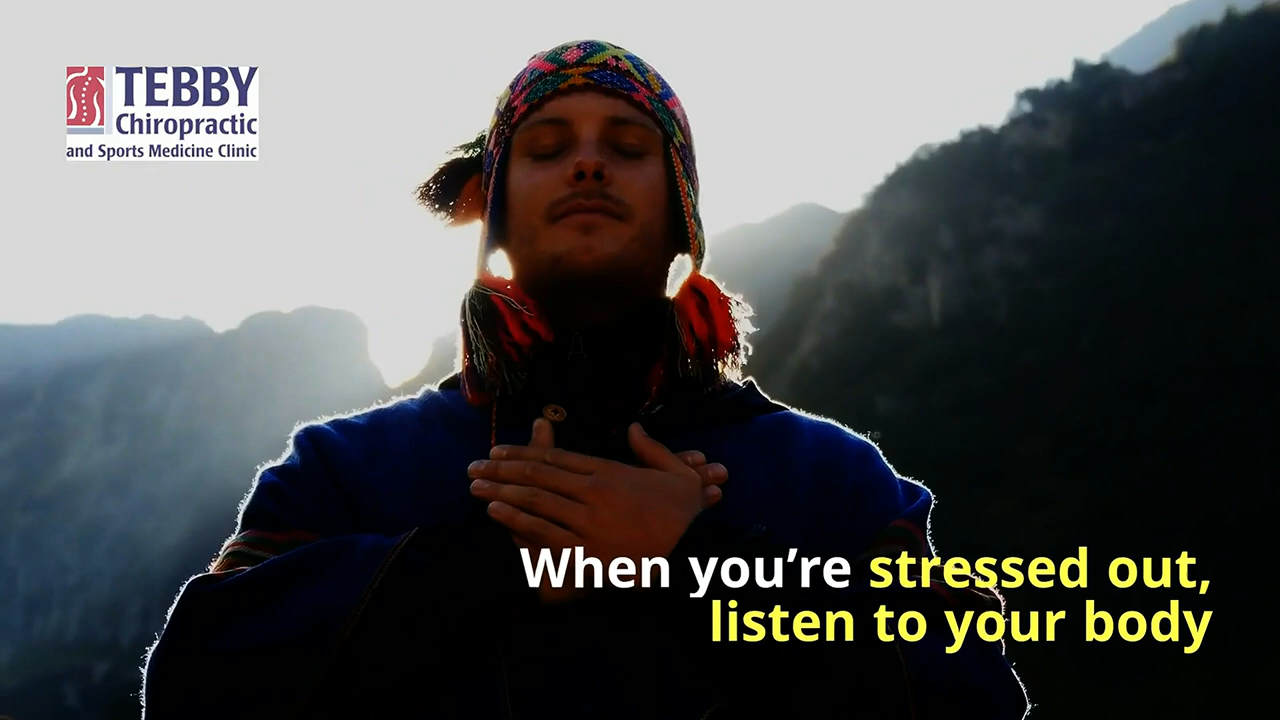 TEBBY
Chiropractic
and Sports Medicine Clinic
When you’re stressed out,
listen to your body